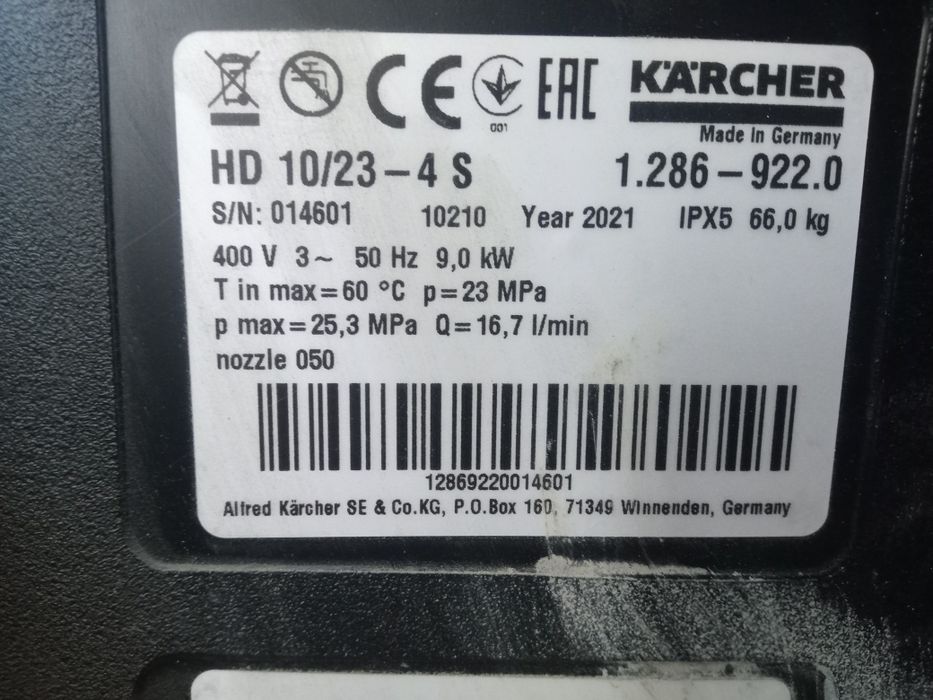 CE 001 EAC KÄRCHER
Made in Germany
HD 10/23-4 S 1.286-922.0
S/N: 014601 10210 Year 2021 IPX5 66,0 kg
400 V 3~ 50 Hz 9,0 kW
T in max=60 °C p=23 MPa
p max=25,3 MPa Q=16,7 l/min
nozzle 050
12869220014601
Alfred Kärcher SE & Co.KG, P.O.Box 160, 71349 Winnenden, Germany